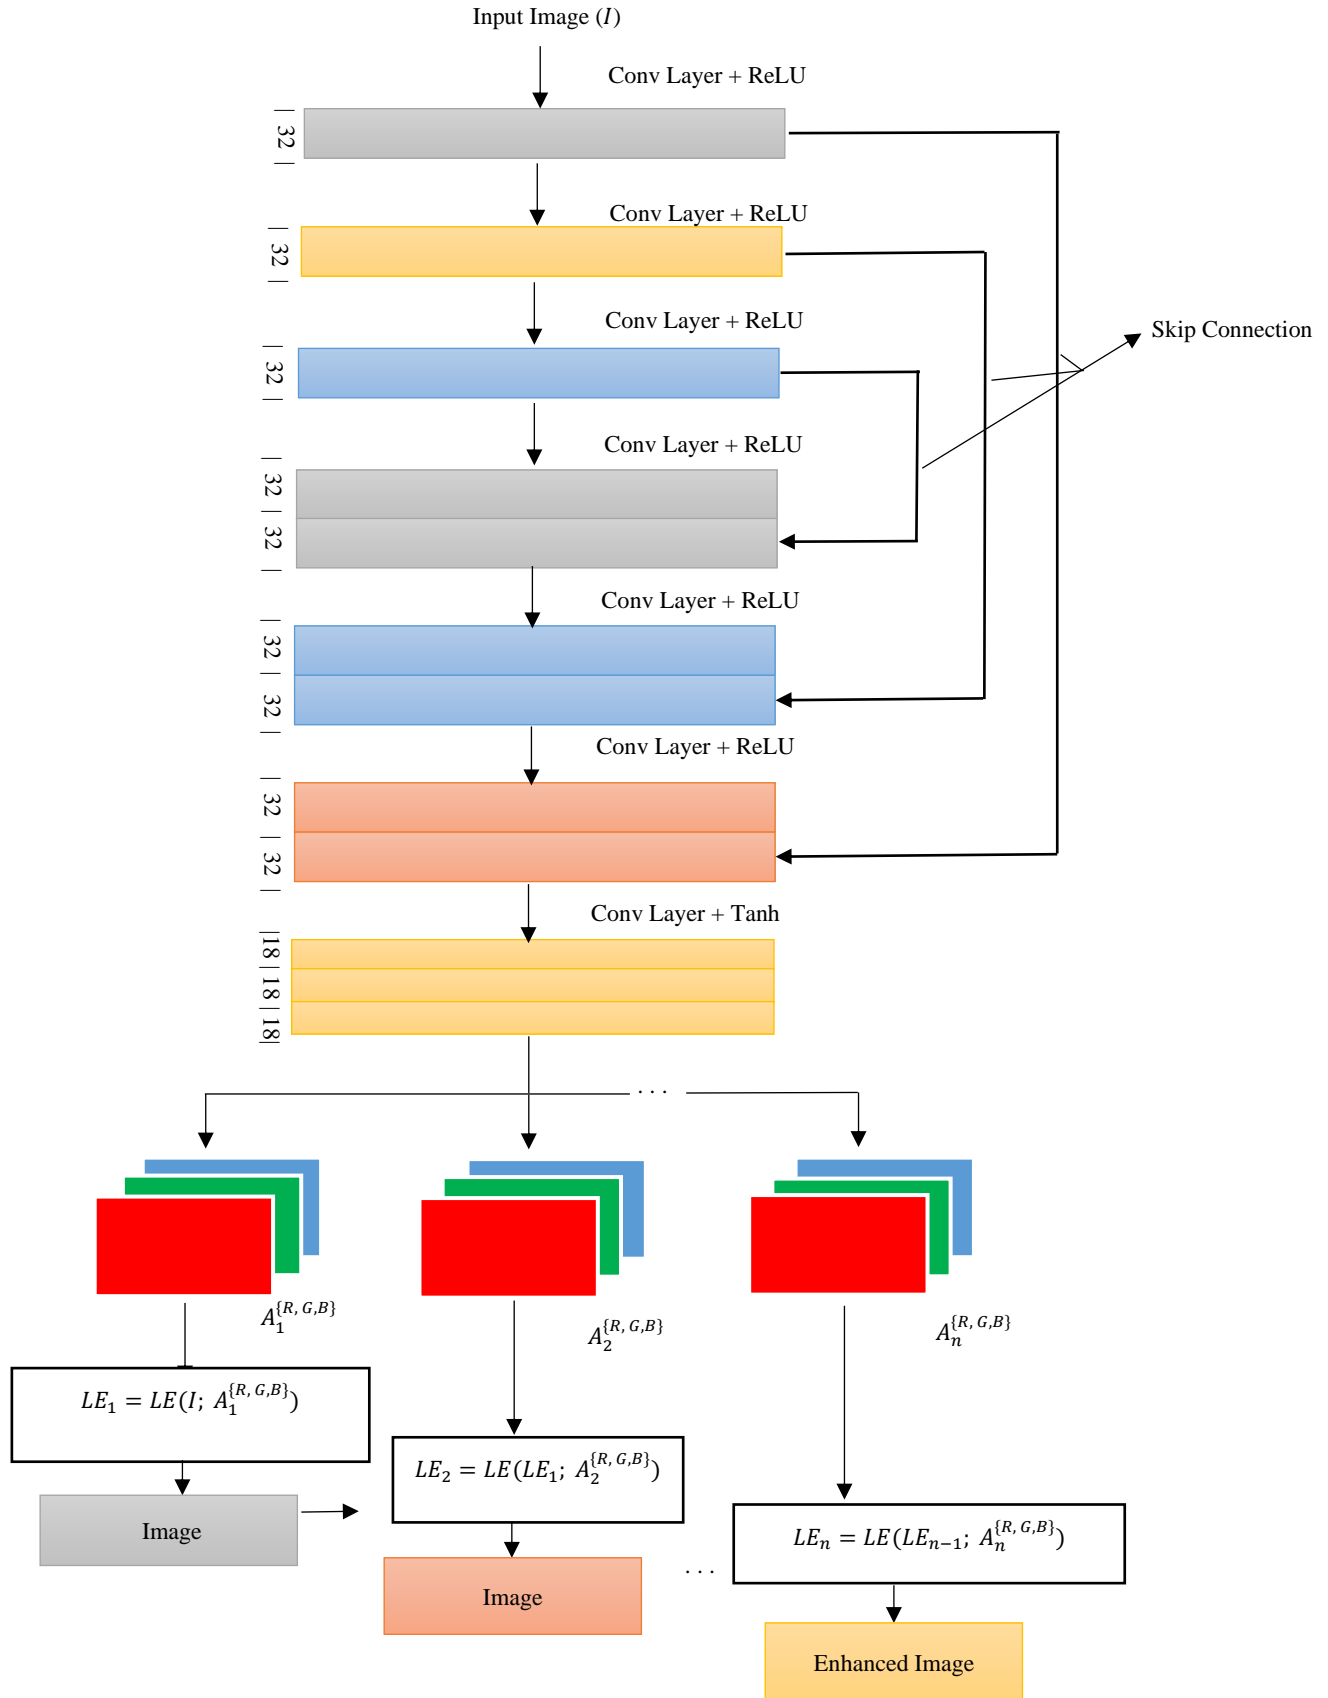 Input Image (I)
Conv Layer + ReLU
| 32 |
Conv Layer + ReLU
| 32 |
Conv Layer + ReLU
Skip Connection
| 32 |
Conv Layer + ReLU
| 32 | 32 |
Conv Layer + ReLU
| 32 | 32 |
Conv Layer + ReLU
| 32 | 32 |
Conv Layer + Tanh
|18 | 18 | 18|
. . .
A_1^{R, G,B}
A_2^{R, G,B}
A_n^{R, G,B}
LE_1 = LE(I; A_1^{R, G,B})
LE_2 = LE(LE_1; A_2^{R, G,B})
Image
LE_n = LE(LE_{n−1}; A_n^{R, G,B})
. . .
Image
Enhanced Image